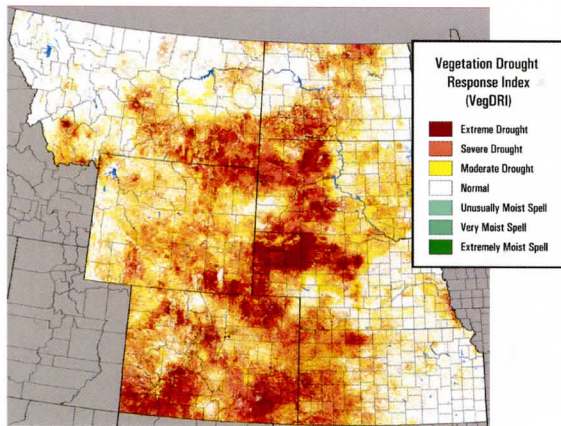 Vegetation Drought
Response Index
(VegDRI)
Extreme Drought
Severe Drought
Moderate Drought
Normal
Unusually Moist Spell
Very Moist Spell
Extremely Moist Spell